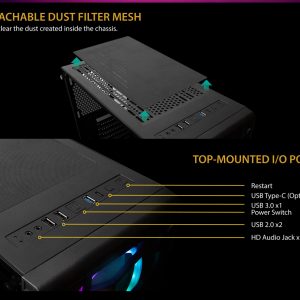 ACHABLE DUST FILTER MESH
lear the dust created inside the chassis.
TOP-MOUNTED I/O PO
Restart
USB Type-C (Opt
USB 3.0 x1
Power Switch
USB 2.0 x2
HD Audio Jack x